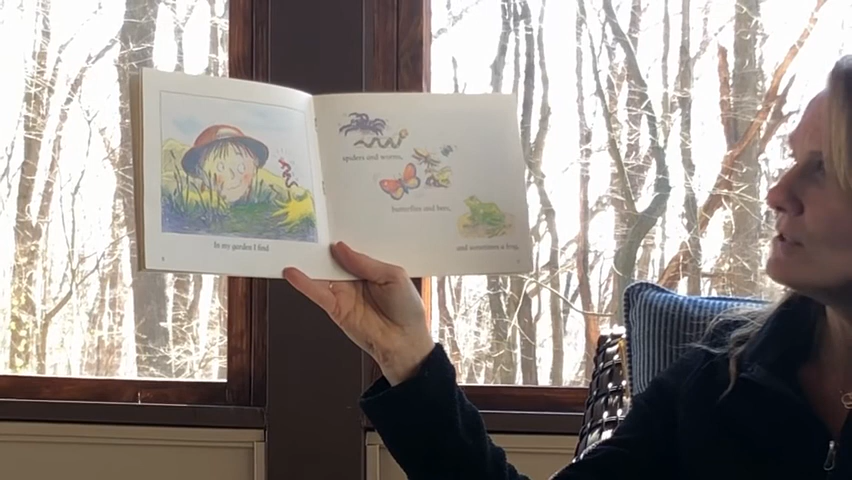 In my garden I find
spiders and worms,
butterflies and bees,
and sometimes a frog.